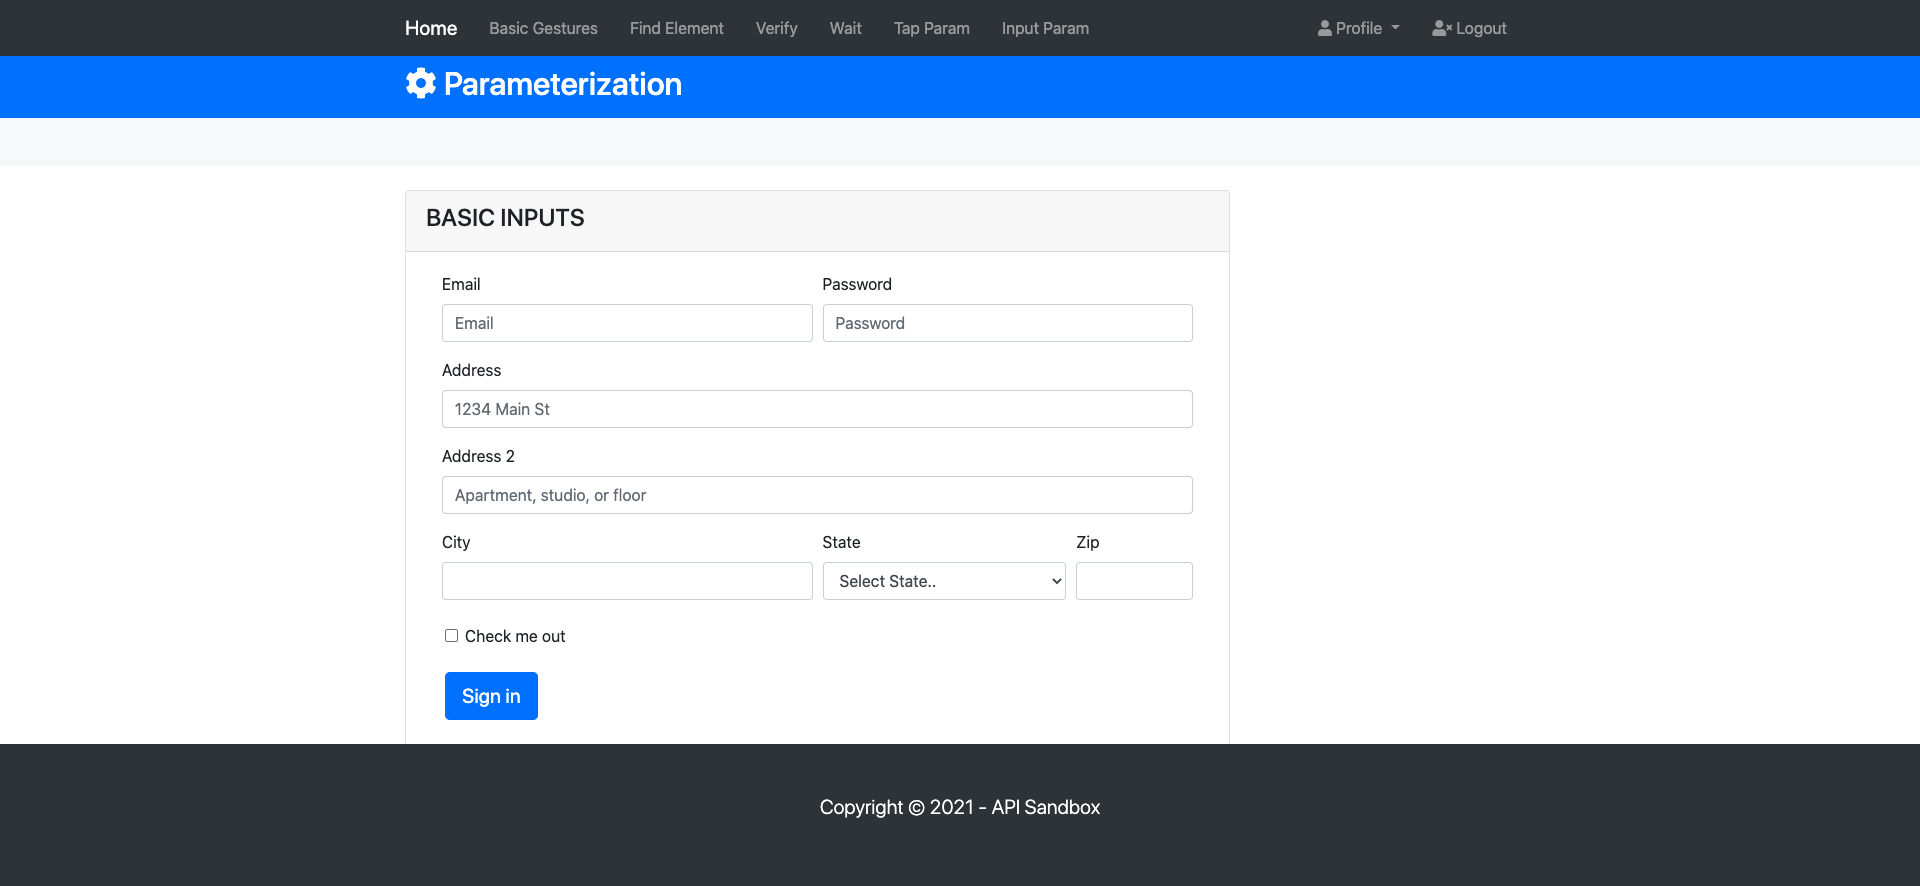 Home Basic Gestures Find Element Verify Wait Tap Param Input Param Profile Logout
Parameterization
BASIC INPUTS
Email Password
Email Password
Address
1234 Main St
Address 2
Apartment, studio, or floor
City State Zip
Select State..
Check me out
Sign in
Copyright © 2021 - API Sandbox